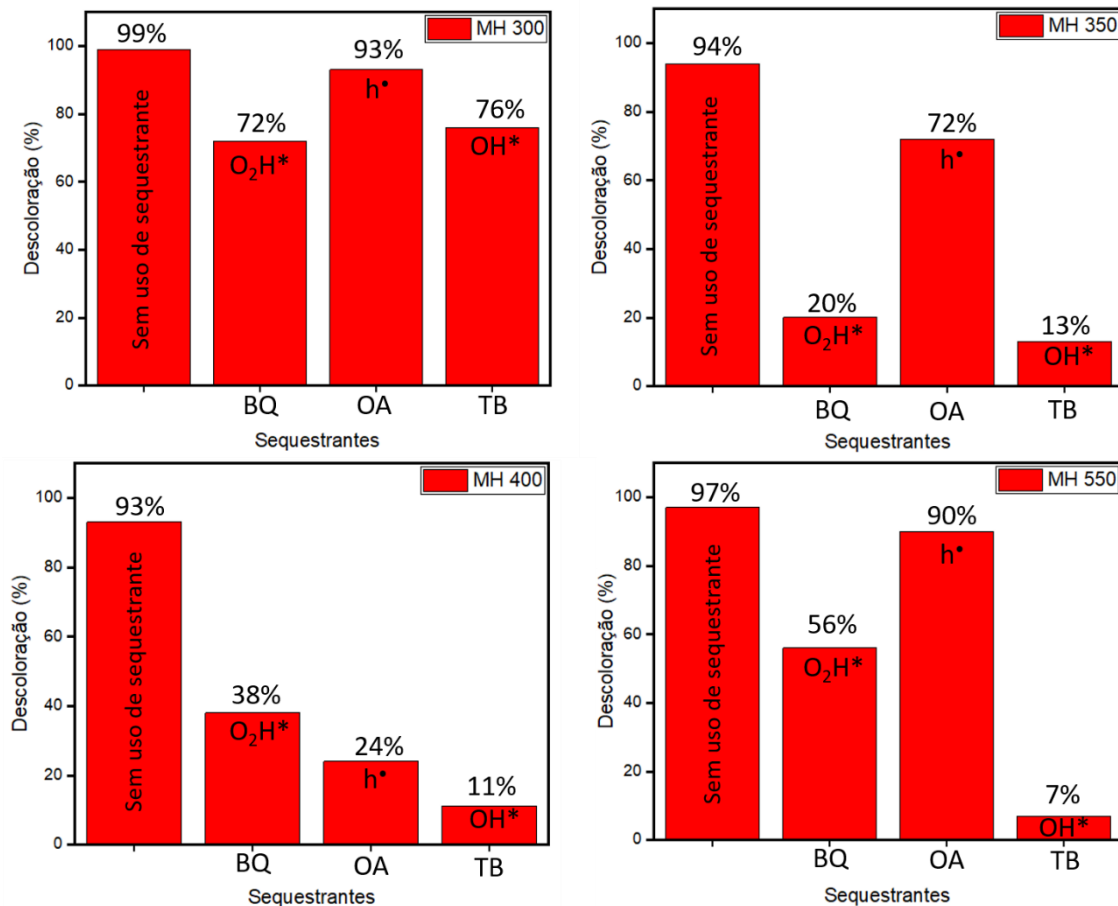 MH 300
99%
93%
76%
72%
h•
OH*
O₂H*
Sem uso de sequestrante
Descoloração (%)
100
80
60
40
20
0
BQ
OA
TB
Sequestrantes
MH 350
94%
72%
h•
20%
O₂H*
13%
OH*
Sem uso de sequestrante
Descoloração (%)
100
80
60
40
20
0
BQ
OA
TB
Sequestrantes
MH 400
93%
38%
O₂H*
24%
h•
11%
OH*
Sem uso de sequestrante
Descoloração (%)
100
80
60
40
20
0
BQ
OA
TB
Sequestrantes
MH 550
97%
90%
h•
56%
O₂H*
7%
OH*
Sem uso de sequestrante
Descoloração (%)
100
80
60
40
20
0
BQ
OA
TB
Sequestrantes